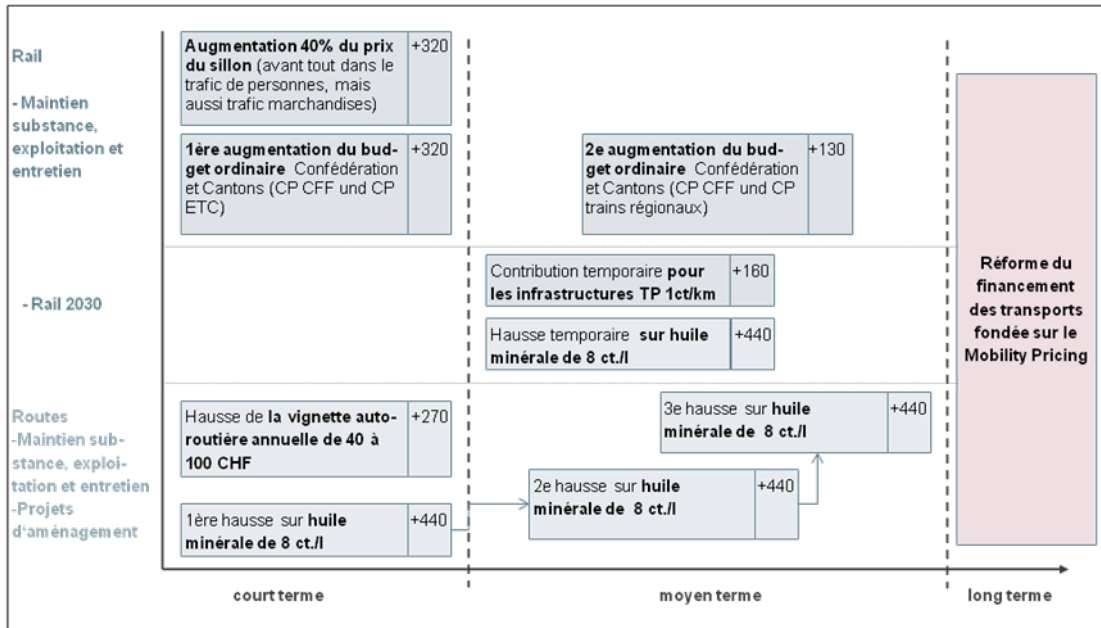 Rail
- Maintien
substance,
exploitation et
entretien
Augmentation 40% du prix
du sillon (avant tout dans le
trafic de personnes, mais
aussi trafic marchandises)
+320
1ère augmentation du bud-
get ordinaire Confédération
et Cantons (CP CFF und CP
ETC)
+320
2e augmentation du bud-
get ordinaire Confédération
et Cantons (CP CFF und CP
trains régionaux)
+130
- Rail 2030
Contribution temporaire pour
les infrastructures TP 1ct/km
+160
Hausse temporaire sur huile
minérale de 8 ct./l
+440
Routes
-Maintien sub-
stance, exploi-
tation et entretien
-Projets
d'aménagement
Hausse de la vignette auto-
routière annuelle de 40 à
100 CHF
+270
1ère hausse sur huile
minérale de 8 ct./l
+440
2e hausse sur huile
minérale de 8 ct./l
+440
3e hausse sur huile
minérale de 8 ct./l
+440
Réforme du
financement
des transports
fondée sur le
Mobility Pricing
court terme
moyen terme
long terme